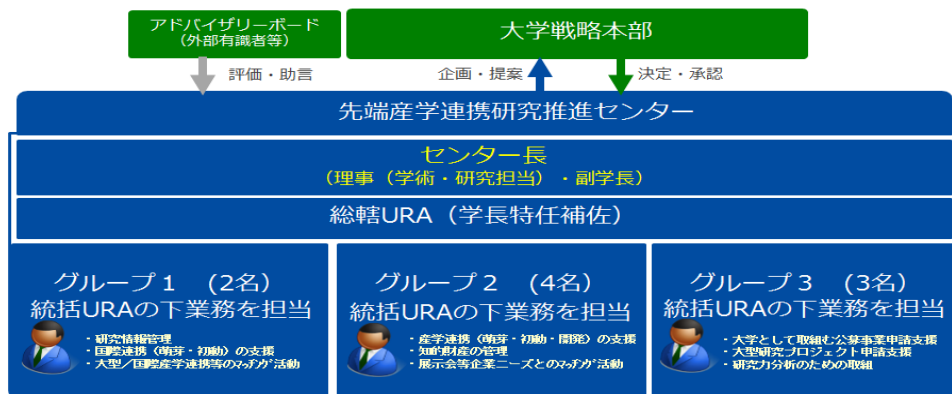 アドバイザリーボード
（外部有識者等）
大学戦略本部
評価・助言
企画・提案
決定・承認
先端産学連携研究推進センター
センター長
（理事（学術・研究担当）・副学長）
総轄URA（学長特任補佐）
グループ１　（2名）
統括URAの下業務を担当
・研究情報管理
・国際連携（萌芽・初動）の支援
・大型／国際産学連携等のﾏｯﾁﾝｸﾞ活動
グループ２　（4名）
統括URAの下業務を担当
・産学連携（萌芽・初動・開発）の支援
・知的財産の管理
・展示会等企業ニーズとのﾏｯﾁﾝｸﾞ活動
グループ３　（3名）
統括URAの下業務を担当
・大学として取組む公募事業申請支援
・大型研究プロジェクト申請支援
・研究力分析のための取組